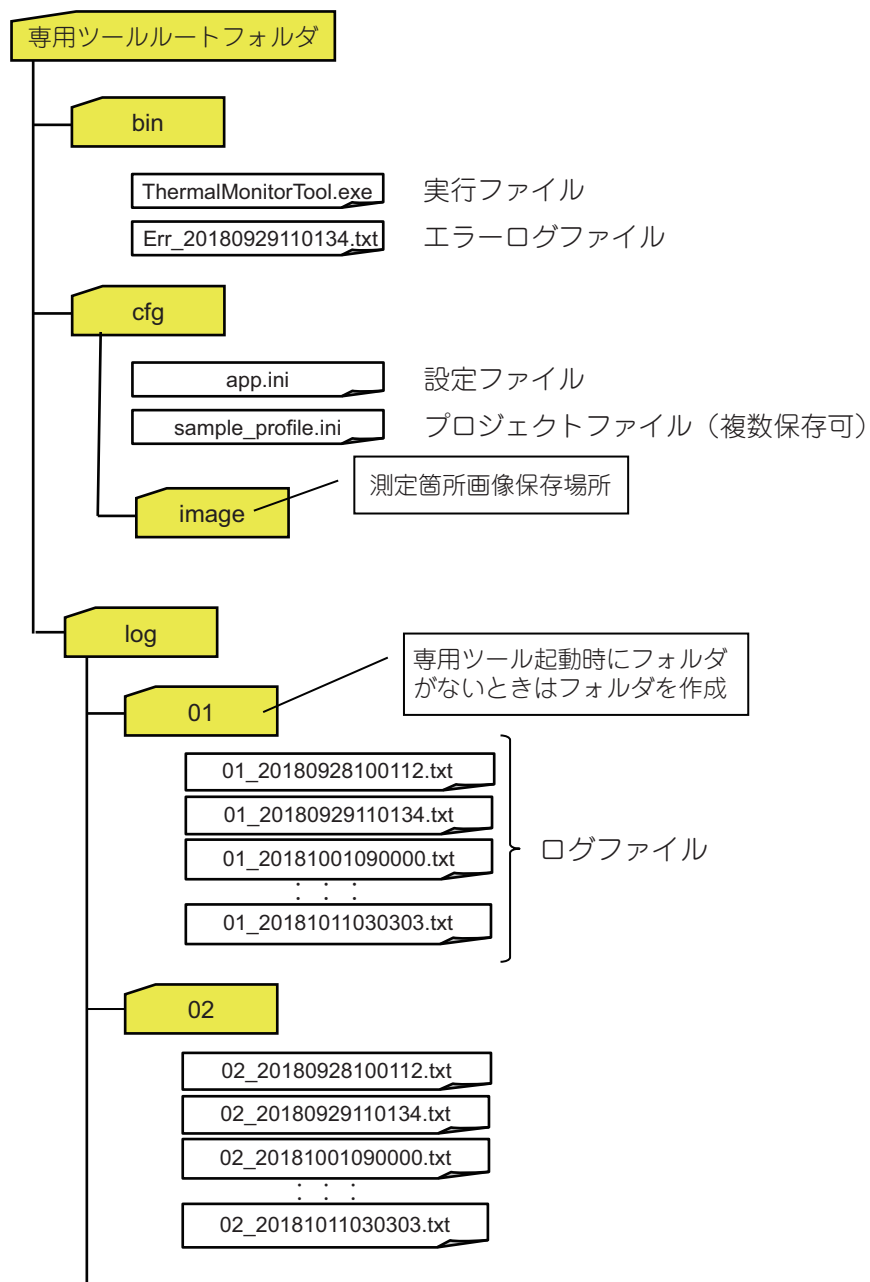 専用ツールルートフォルダ
bin
ThermalMonitorTool.exe 実行ファイル
Err_20180929110134.txt エラーログファイル
cfg
app.ini 設定ファイル
sample_profile.ini プロジェクトファイル（複数保存可）
測定箇所画像保存場所
image
log
専用ツール起動時にフォルダ
がないときはフォルダを作成
01
01_20180928100112.txt
01_20180929110134.txt
01_20181001090000.txt
ログファイル
: : :
01_20181011030303.txt
02
02_20180928100112.txt
02_20180929110134.txt
02_20181001090000.txt
: : :
02_20181011030303.txt